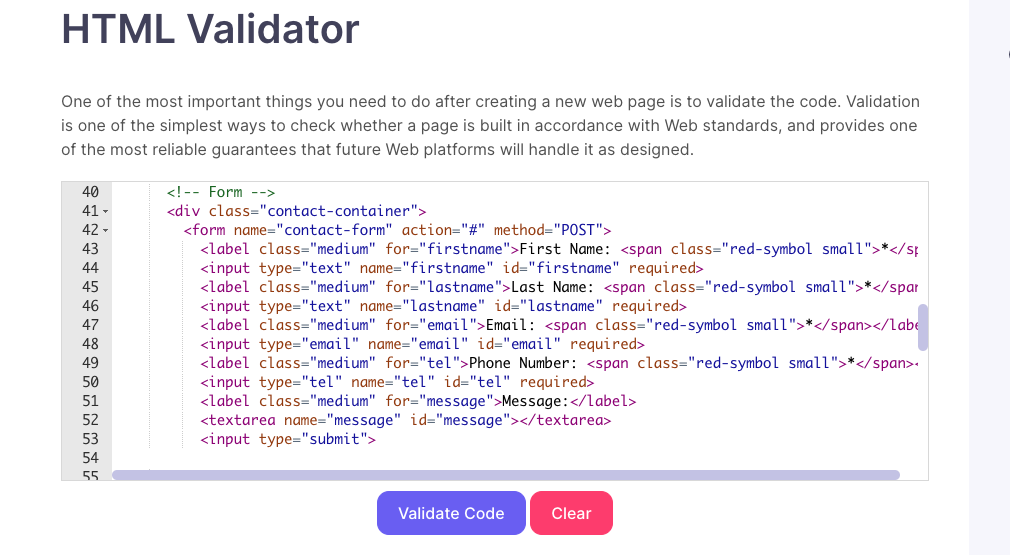 HTML Validator
One of the most important things you need to do after creating a new web page is to validate the code. Validation
is one of the simplest ways to check whether a page is built in accordance with Web standards, and provides one
of the most reliable guarantees that future Web platforms will handle it as designed.
40 <!-- Form -->
41 <div class="contact-container">
42 <form name="contact-form" action="#" method="POST">
43 <label class="medium" for="firstname">First Name: <span class="red-symbol small">*</sp
44 <input type="text" name="firstname" id="firstname" required>
45 <label class="medium" for="lastname">Last Name: <span class="red-symbol small">*</span
46 <input type="text" name="lastname" id="lastname" required>
47 <label class="medium" for="email">Email: <span class="red-symbol small">*</span></labe
48 <input type="email" name="email" id="email" required>
49 <label class="medium" for="tel">Phone Number: <span class="red-symbol small">*</span><
50 <input type="tel" name="tel" id="tel" required>
51 <label class="medium" for="message">Message:</label>
52 <textarea name="message" id="message"></textarea>
53 <input type="submit">
54
55
Validate Code Clear